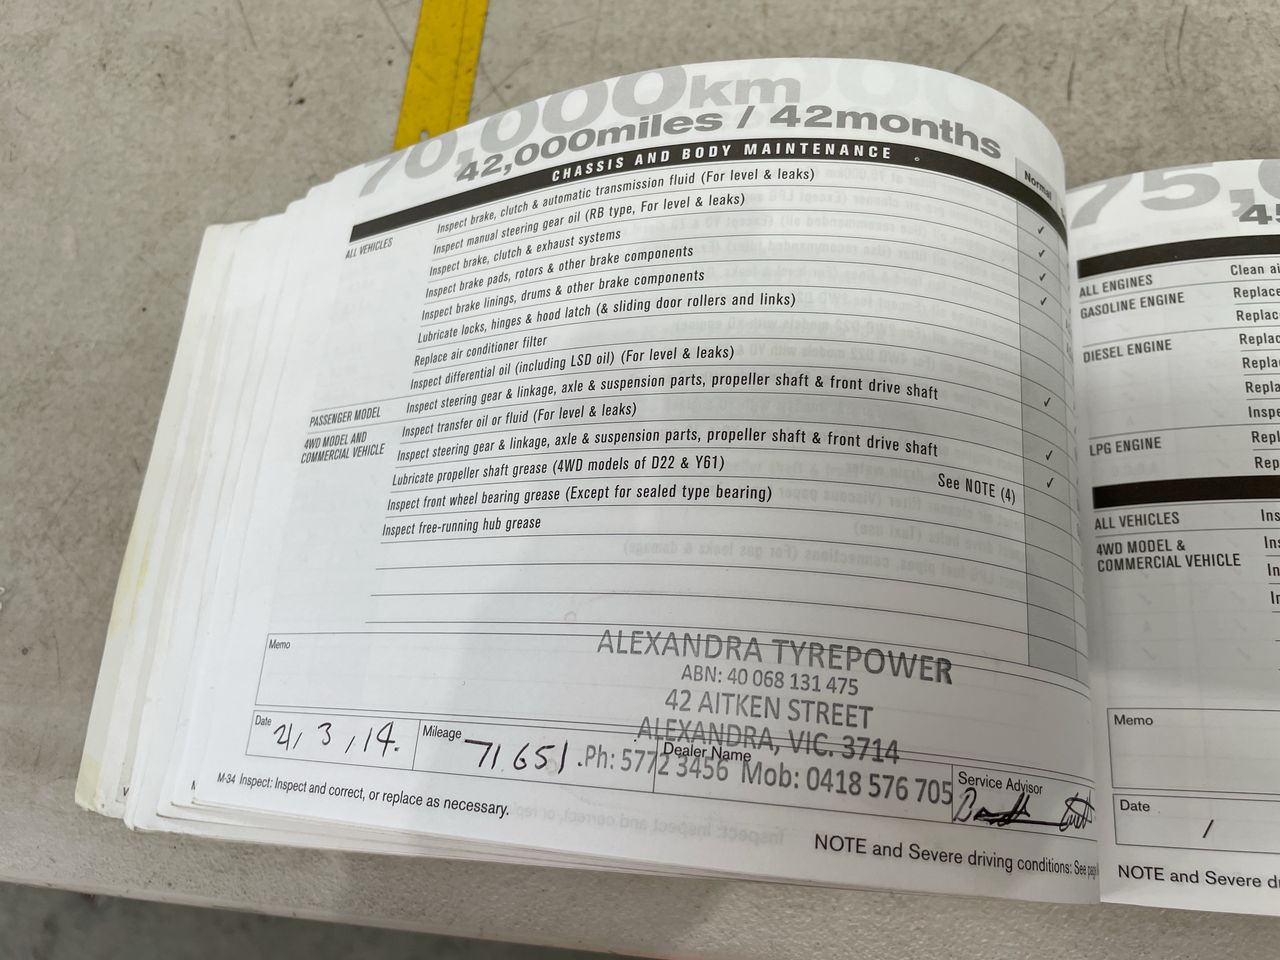 70,000km
42,000miles / 42months
CHASSIS AND BODY MAINTENANCE
Normal
ALL VEHICLES
Inspect brake, clutch & automatic transmission fluid (For level & leaks)
Inspect manual steering gear oil (RB type, For level & leaks) ✓
Inspect brake, clutch & exhaust systems ✓
Inspect brake pads, rotors & other brake components ✓
Inspect brake linings, drums & other brake components ✓
Lubricate locks, hinges & hood latch (& sliding door rollers and links)
Replace air conditioner filter
Inspect differential oil (including LSD oil) (For level & leaks)
PASSENGER MODEL
Inspect steering gear & linkage, axle & suspension parts, propeller shaft & front drive shaft ✓
4WD MODEL AND
COMMERCIAL VEHICLE
Inspect transfer oil or fluid (For level & leaks)
Inspect steering gear & linkage, axle & suspension parts, propeller shaft & front drive shaft ✓
Lubricate propeller shaft grease (4WD models of D22 & Y61) See NOTE (4) ✓
Inspect front wheel bearing grease (Except for sealed type bearing)
Inspect free-running hub grease
Memo
ALEXANDRA TYREPOWER
ABN: 40 068 131 475
42 AITKEN STREET
ALEXANDRA, VIC. 3714
Ph: 5772 3456 Mob: 0418 576 705
Date
21/3/14.
Mileage
71651.
Dealer Name
Service Advisor
M-34 Inspect: Inspect and correct, or replace as necessary.
NOTE and Severe driving conditions: See
75,
45
ALL ENGINES
Clean ai
GASOLINE ENGINE
Replace
Replac
DIESEL ENGINE
Replac
Replac
Repla
Inspe
LPG ENGINE
Repl
Rep
ALL VEHICLES
Ins
4WD MODEL &
COMMERCIAL VEHICLE
In
In
In
Memo
Date
/
NOTE and Severe d